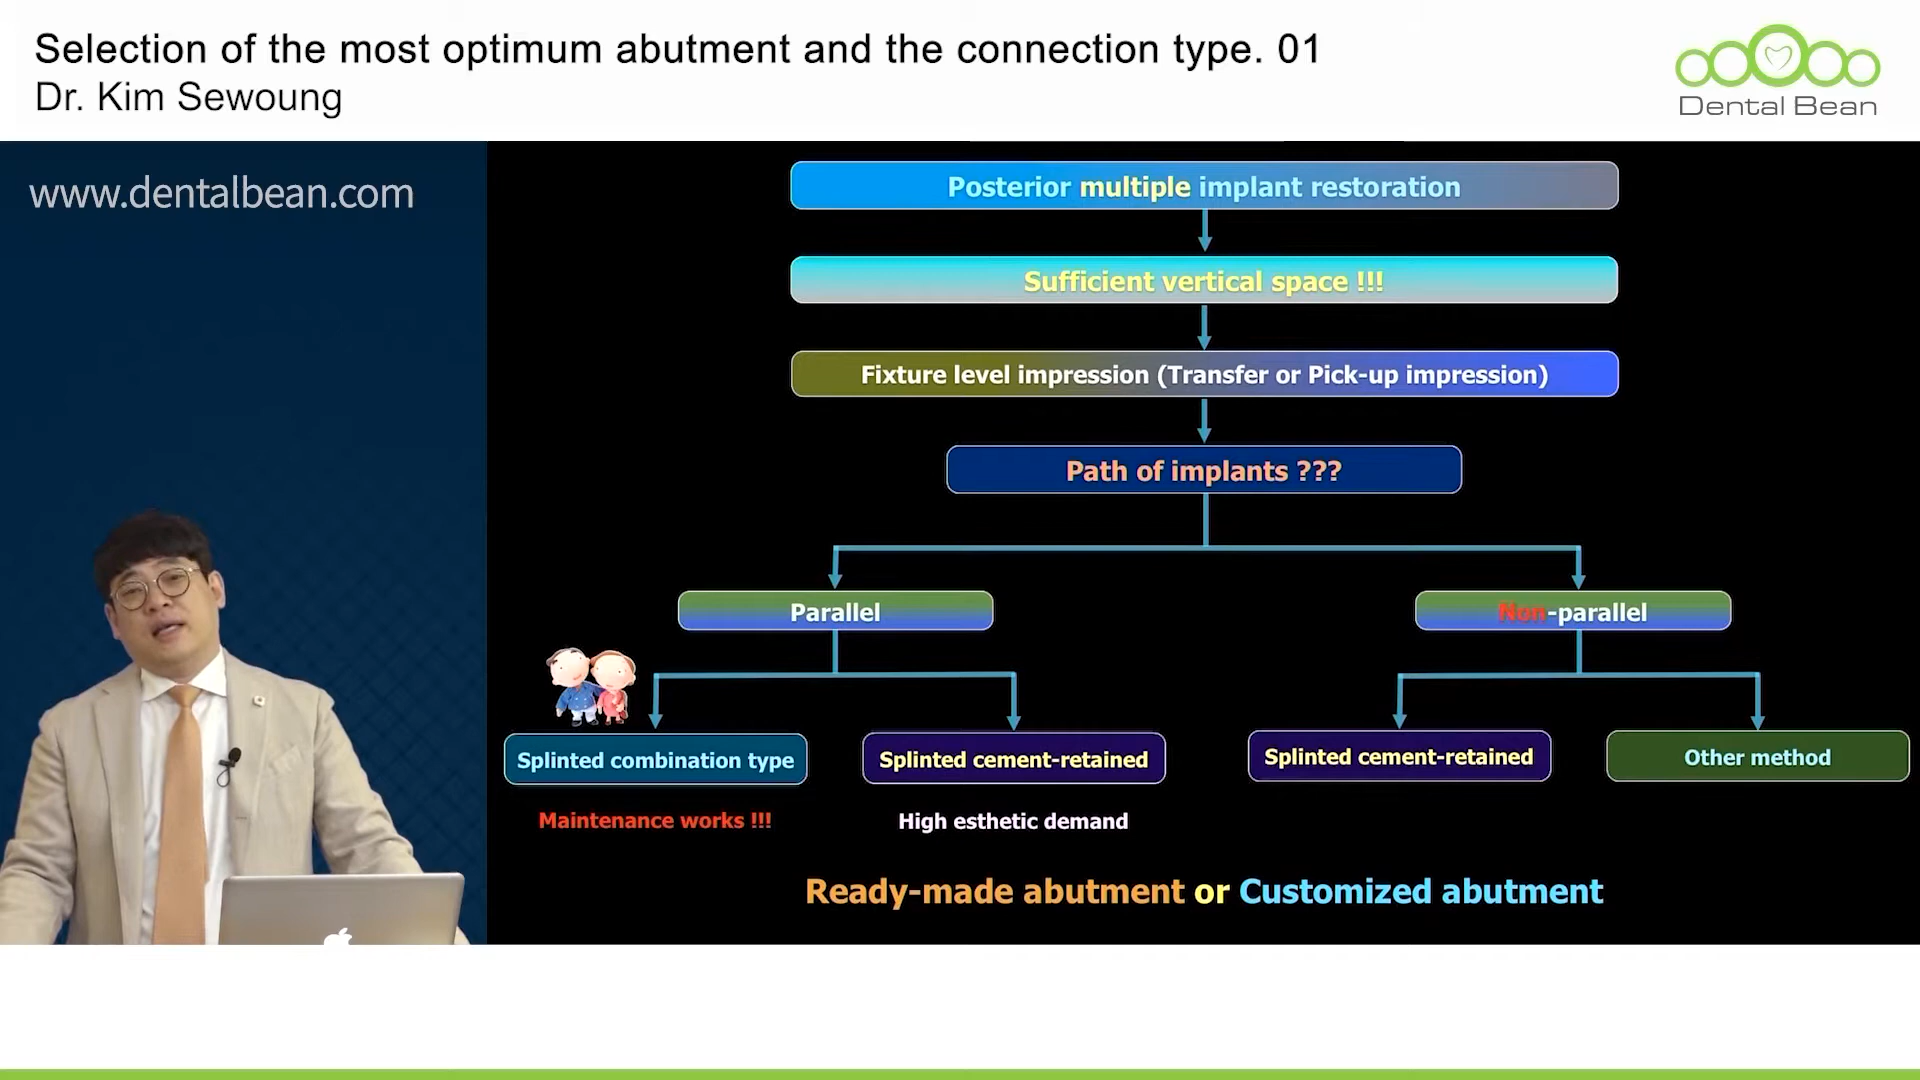 Selection of the most optimum abutment and the connection type. 01
Dr. Kim Sewoung
Dental Bean
www.dentalbean.com
Posterior multiple implant restoration
Sufficient vertical space !!!
Fixture level impression (Transfer or Pick-up impression)
Path of implants ???
Parallel
Non-parallel
Splinted combination type
Splinted cement-retained
Splinted cement-retained
Other method
Maintenance works !!!
High esthetic demand
Ready-made abutment or Customized abutment